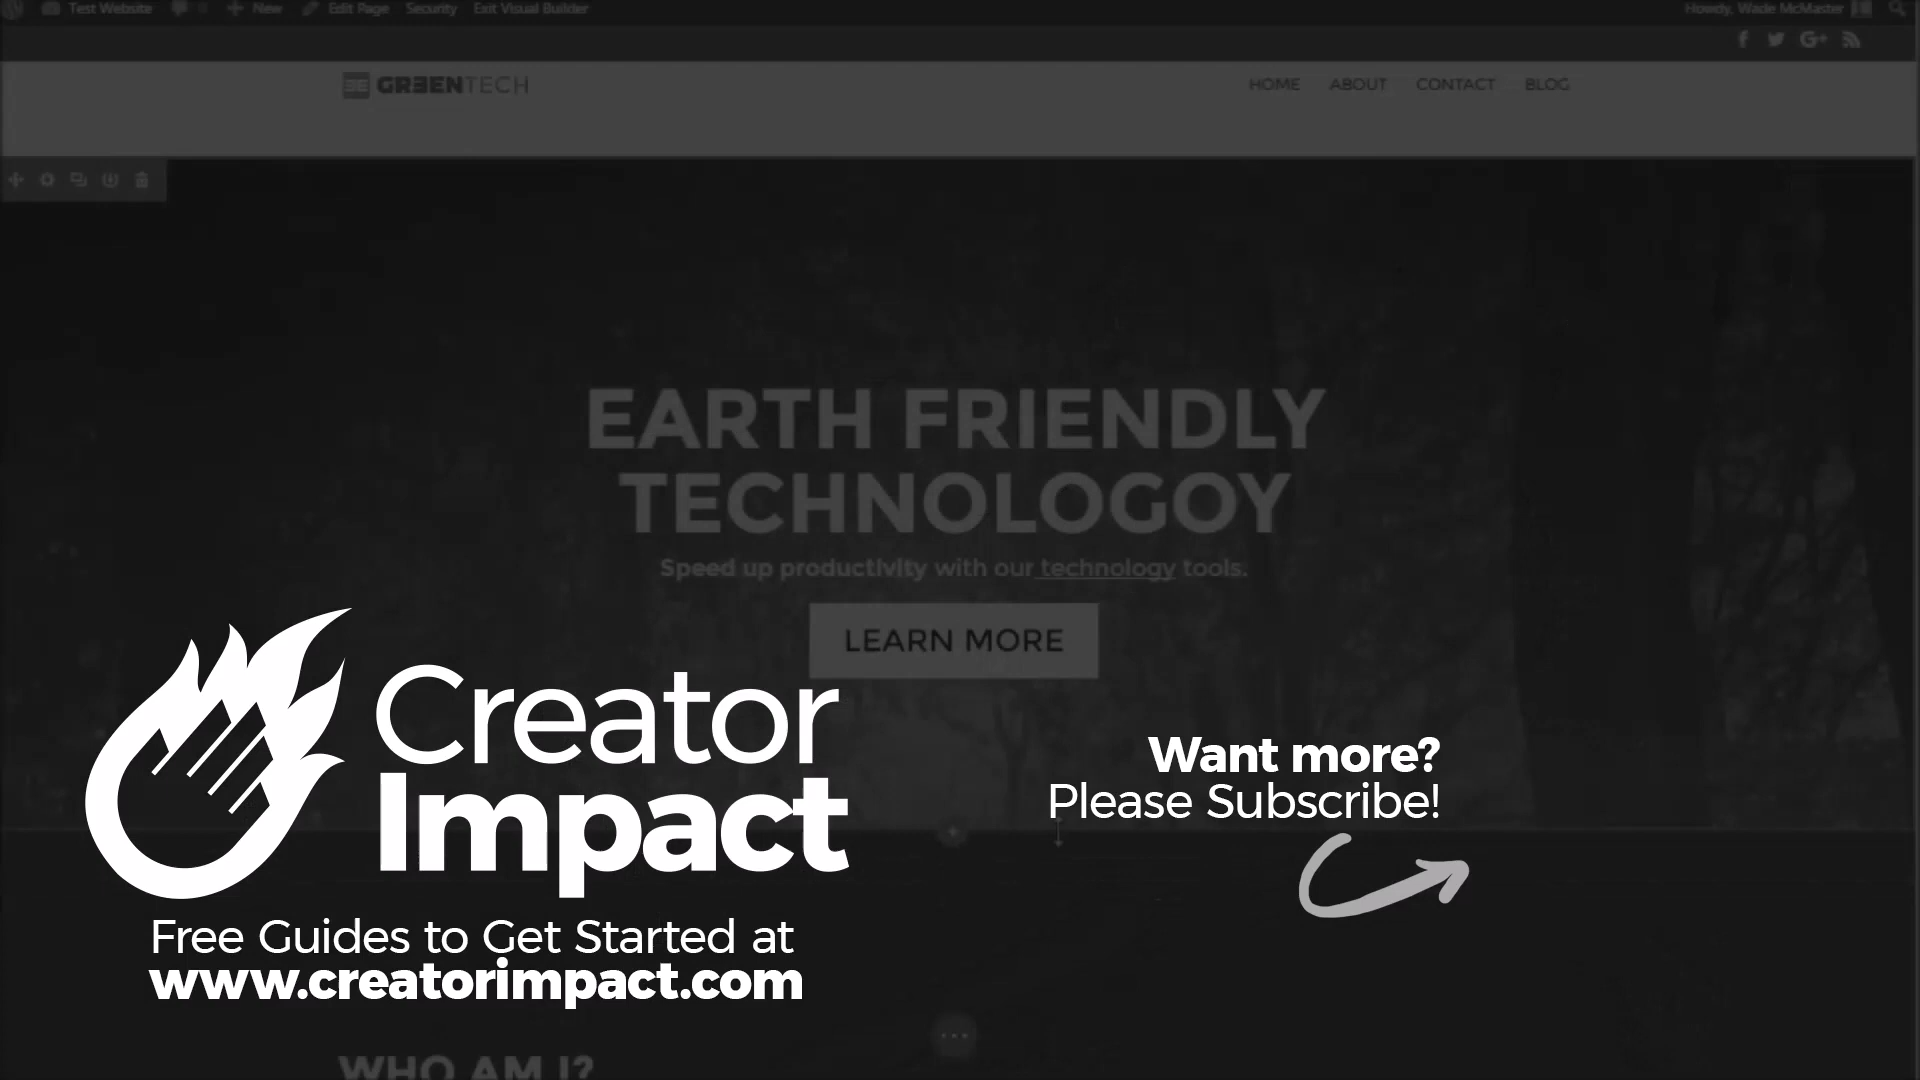 Test Website New Edit Page Security Exit Visual Builder Howdy, Wade McMaster
GREENTECH HOME ABOUT CONTACT BLOG
EARTH FRIENDLY
TECHNOLOGOY
Speed up productivity with our technology tools.
LEARN MORE
Creator
Impact
Free Guides to Get Started at
www.creatorimpact.com
Want more?
Please Subscribe!
WHO AM I?